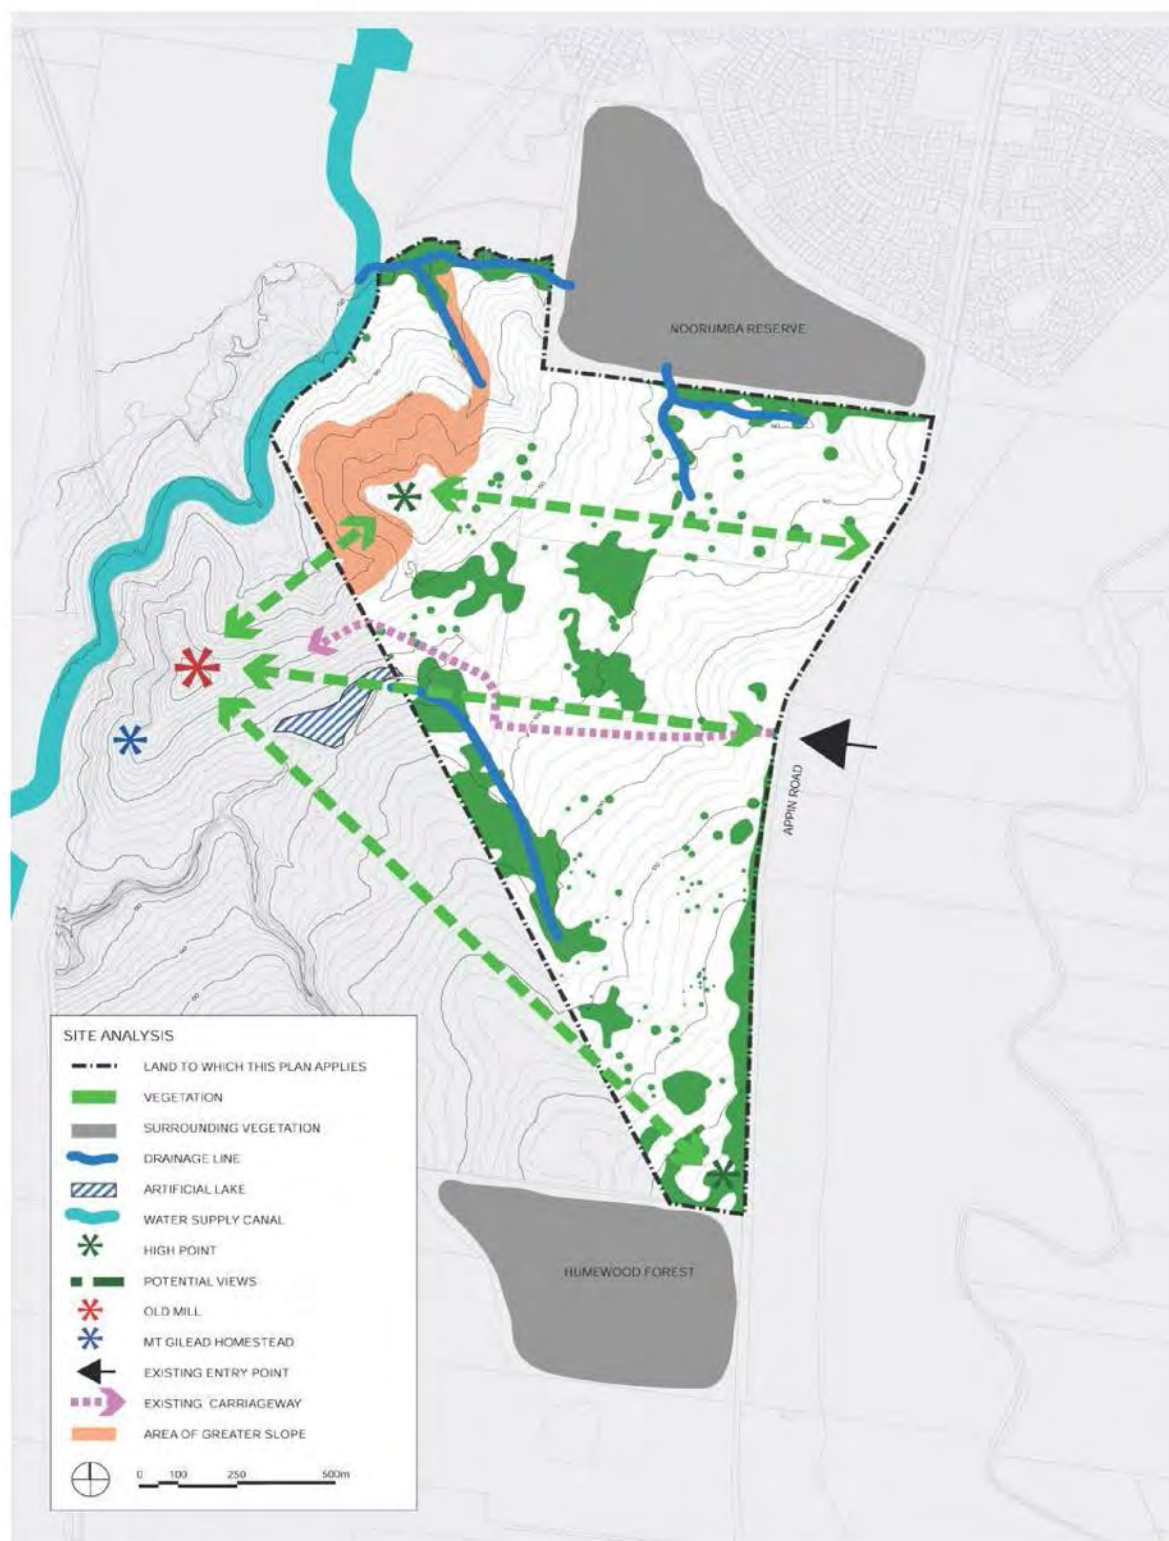 NOORUMBA RESERVE
APPIN ROAD
SITE ANALYSIS
LAND TO WHICH THIS PLAN APPLIES
VEGETATION
SURROUNDING VEGETATION
DRAINAGE LINE
ARTIFICIAL LAKE
WATER SUPPLY CANAL
HIGH POINT
POTENTIAL VIEWS
OLD MILL
MT GILEAD HOMESTEAD
EXISTING ENTRY POINT
EXISTING CARRIAGEWAY
AREA OF GREATER SLOPE
0 100 250 500m
HUMEWOOD FOREST